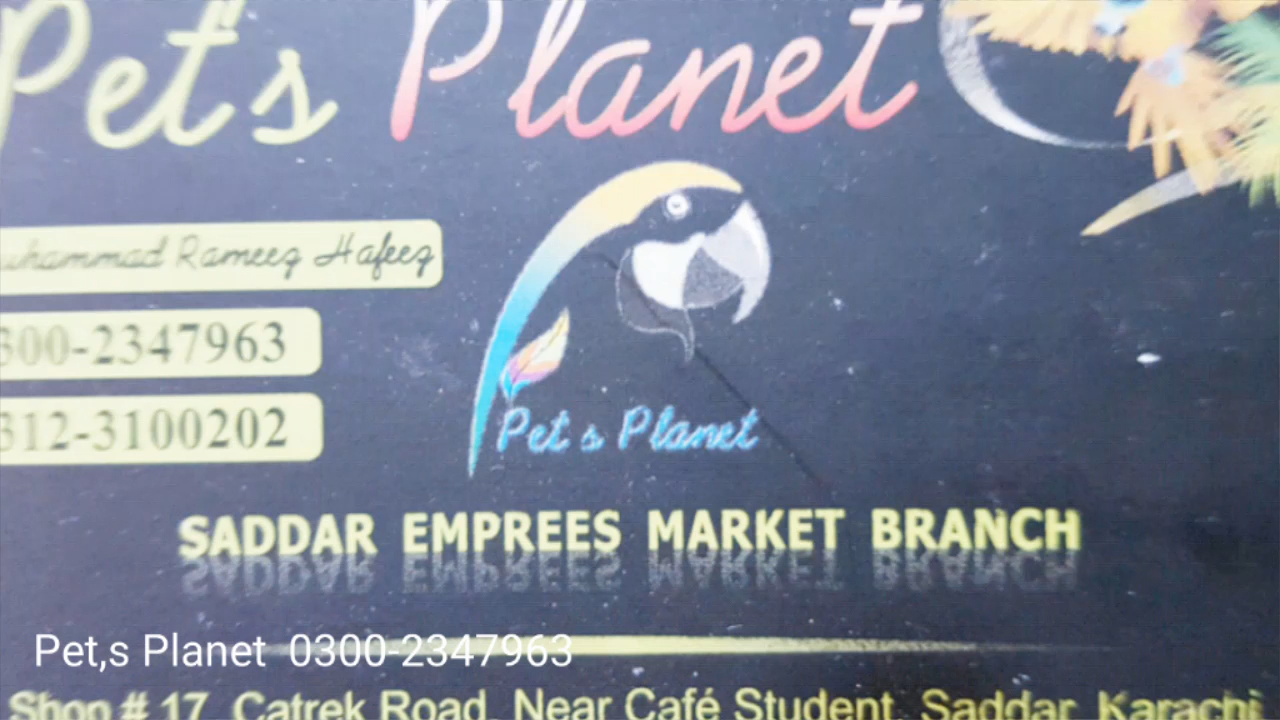 Pet's Planet
uhammad Rameez Hafeez
300-2347963
312-3100202
Pet s Planet
SADDAR EMPREES MARKET BRANCH
Pet,s Planet 0300-2347963
Shop # 17, Catrek Road, Near Café Student, Saddar, Karachi